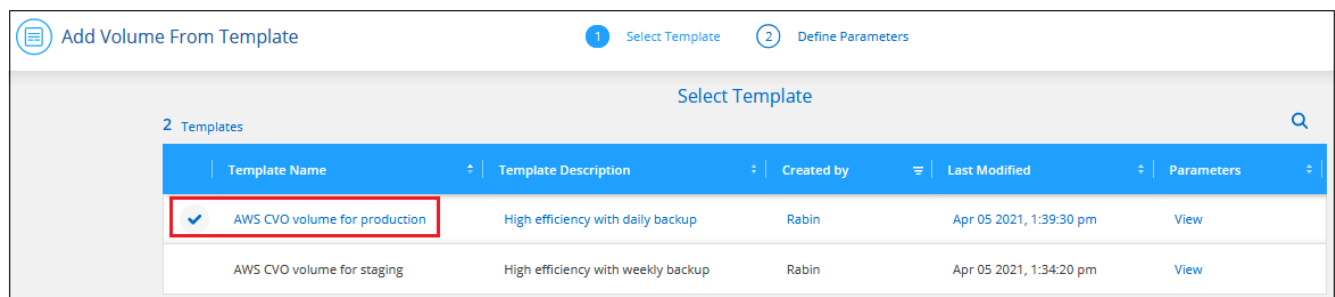 Add Volume From Template
1 Select Template 2 Define Parameters
Select Template
2 Templates
Template Name Template Description Created by Last Modified Parameters
AWS CVO volume for production High efficiency with daily backup Rabin Apr 05 2021, 1:39:30 pm View
AWS CVO volume for staging High efficiency with weekly backup Rabin Apr 05 2021, 1:34:20 pm View